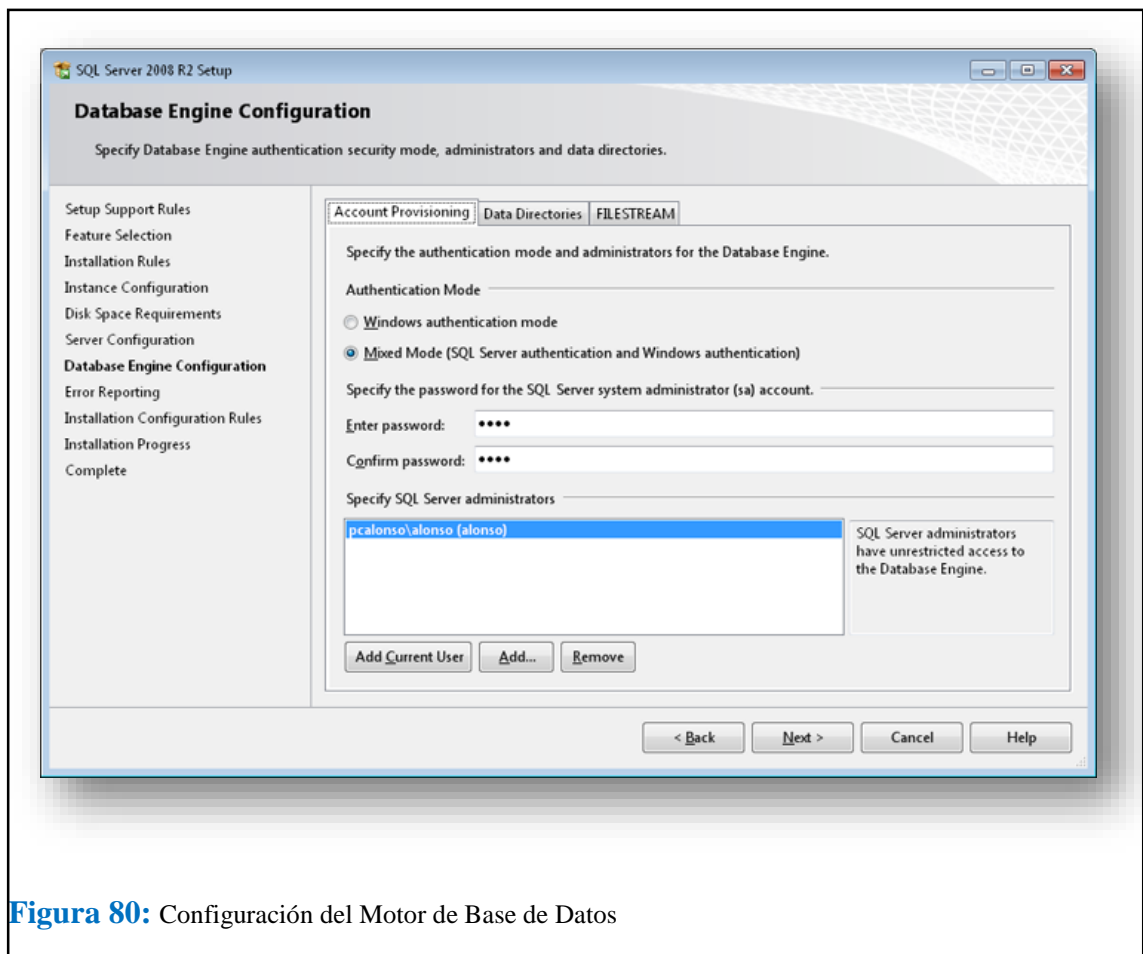 SQL Server 2008 R2 Setup
Database Engine Configuration
Specify Database Engine authentication security mode, administrators and data directories.
Setup Support Rules
Feature Selection
Installation Rules
Instance Configuration
Disk Space Requirements
Server Configuration
Database Engine Configuration
Error Reporting
Installation Configuration Rules
Installation Progress
Complete
Account Provisioning Data Directories FILESTREAM
Specify the authentication mode and administrators for the Database Engine.
Authentication Mode
Windows authentication mode
Mixed Mode (SQL Server authentication and Windows authentication)
Specify the password for the SQL Server system administrator (sa) account.
Enter password: ••••
Confirm password: ••••
Specify SQL Server administrators
pcalonso\alonso (alonso)
SQL Server administrators
have unrestricted access to
the Database Engine.
Add Current User Add... Remove
< Back Next > Cancel Help
Figura 80: Configuración del Motor de Base de Datos